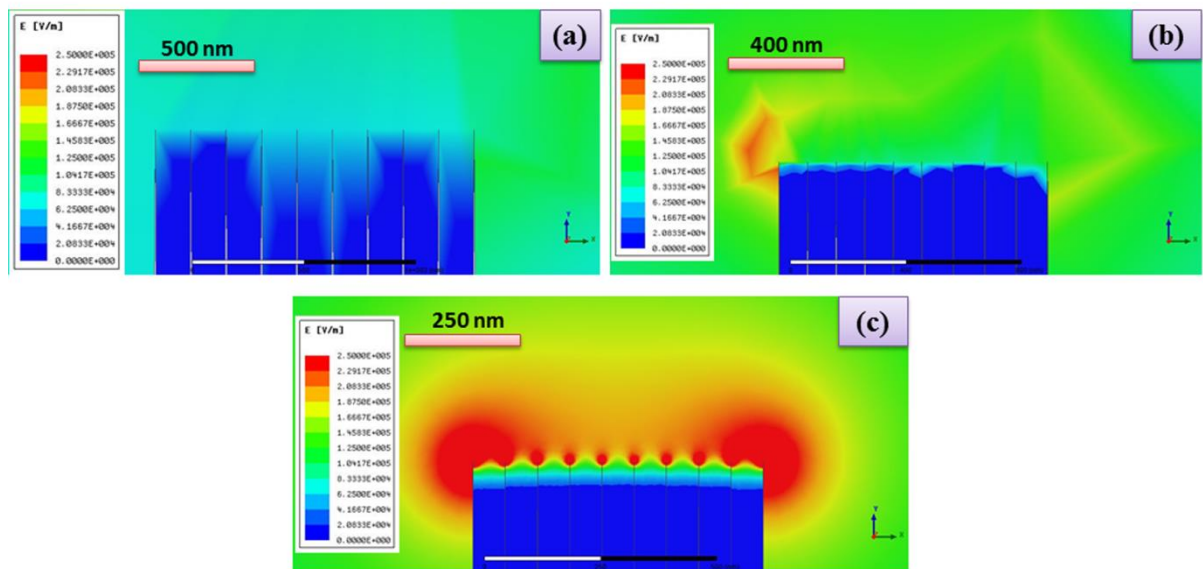 E [V/m]
2.5000E+005
2.2917E+005
2.0833E+005
1.8750E+005
1.6667E+005
1.4583E+005
1.2500E+005
1.0417E+005
8.3333E+004
6.2500E+004
4.1667E+004
2.0833E+004
0.0000E+000
500 nm
(a)
Y
X
E [V/m]
2.5000E+005
2.2917E+005
2.0833E+005
1.8750E+005
1.6667E+005
1.4583E+005
1.2500E+005
1.0417E+005
8.3333E+004
6.2500E+004
4.1667E+004
2.0833E+004
0.0000E+000
400 nm
(b)
Y
X
E [V/m]
2.5000E+005
2.2917E+005
2.0833E+005
1.8750E+005
1.6667E+005
1.4583E+005
1.2500E+005
1.0417E+005
8.3333E+004
6.2500E+004
4.1667E+004
2.0833E+004
0.0000E+000
250 nm
(c)
Y
X